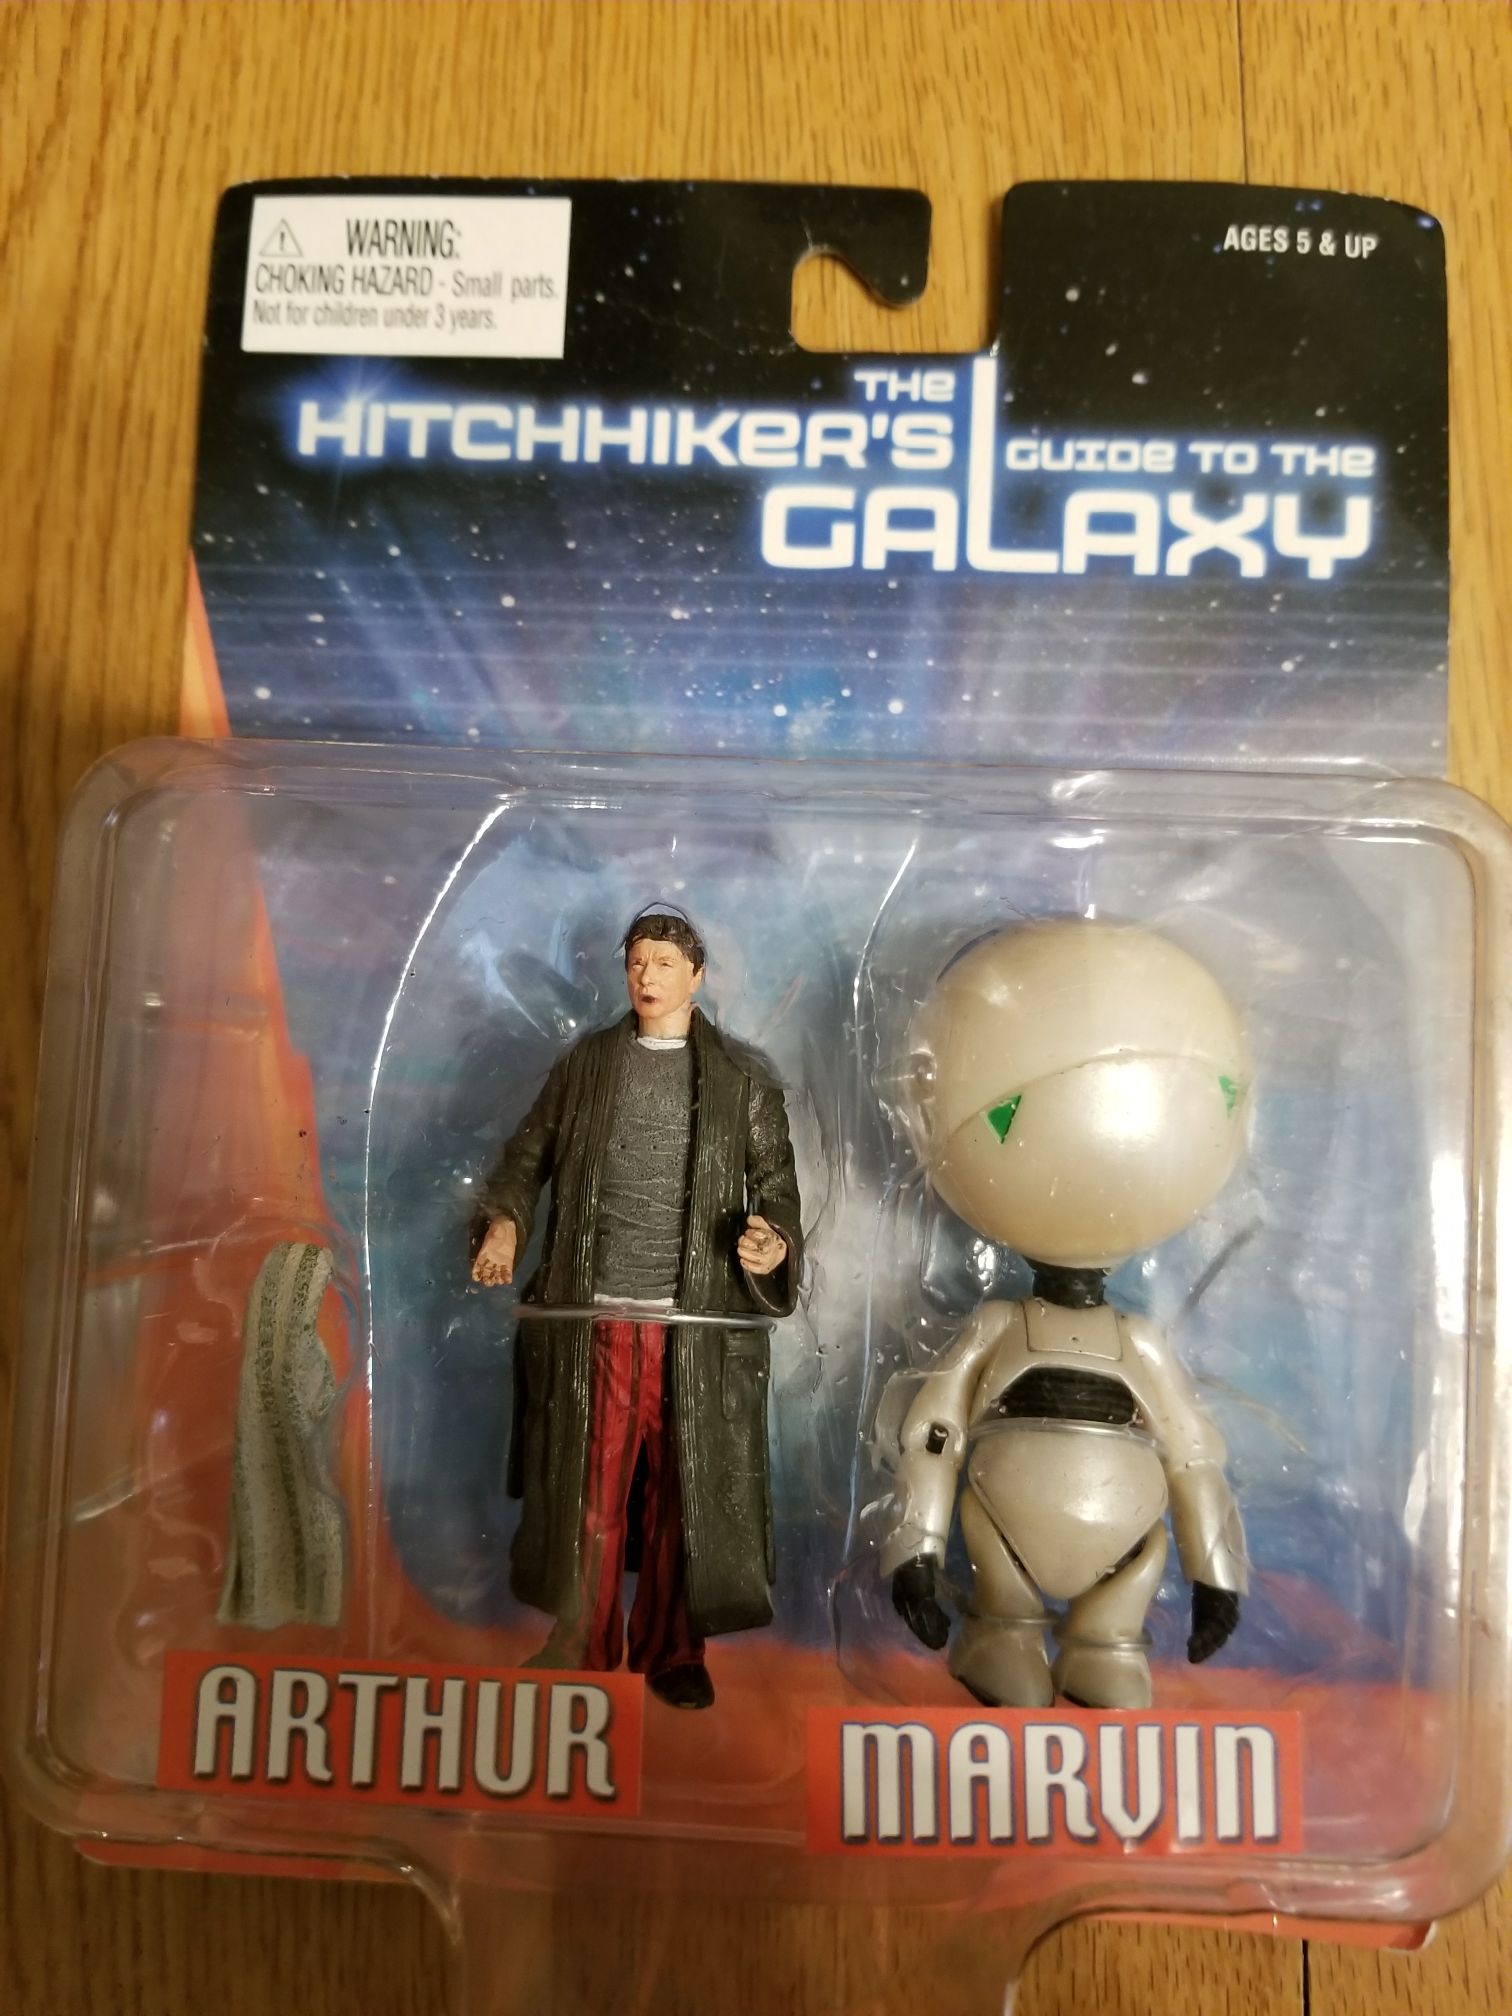 WARNING:
CHOKING HAZARD - Small parts.
Not for children under 3 years.
AGES 5 & UP
THE
HITCHHIKER'S GUIDE TO THE
GALAXY
ARTHUR
MARVIN